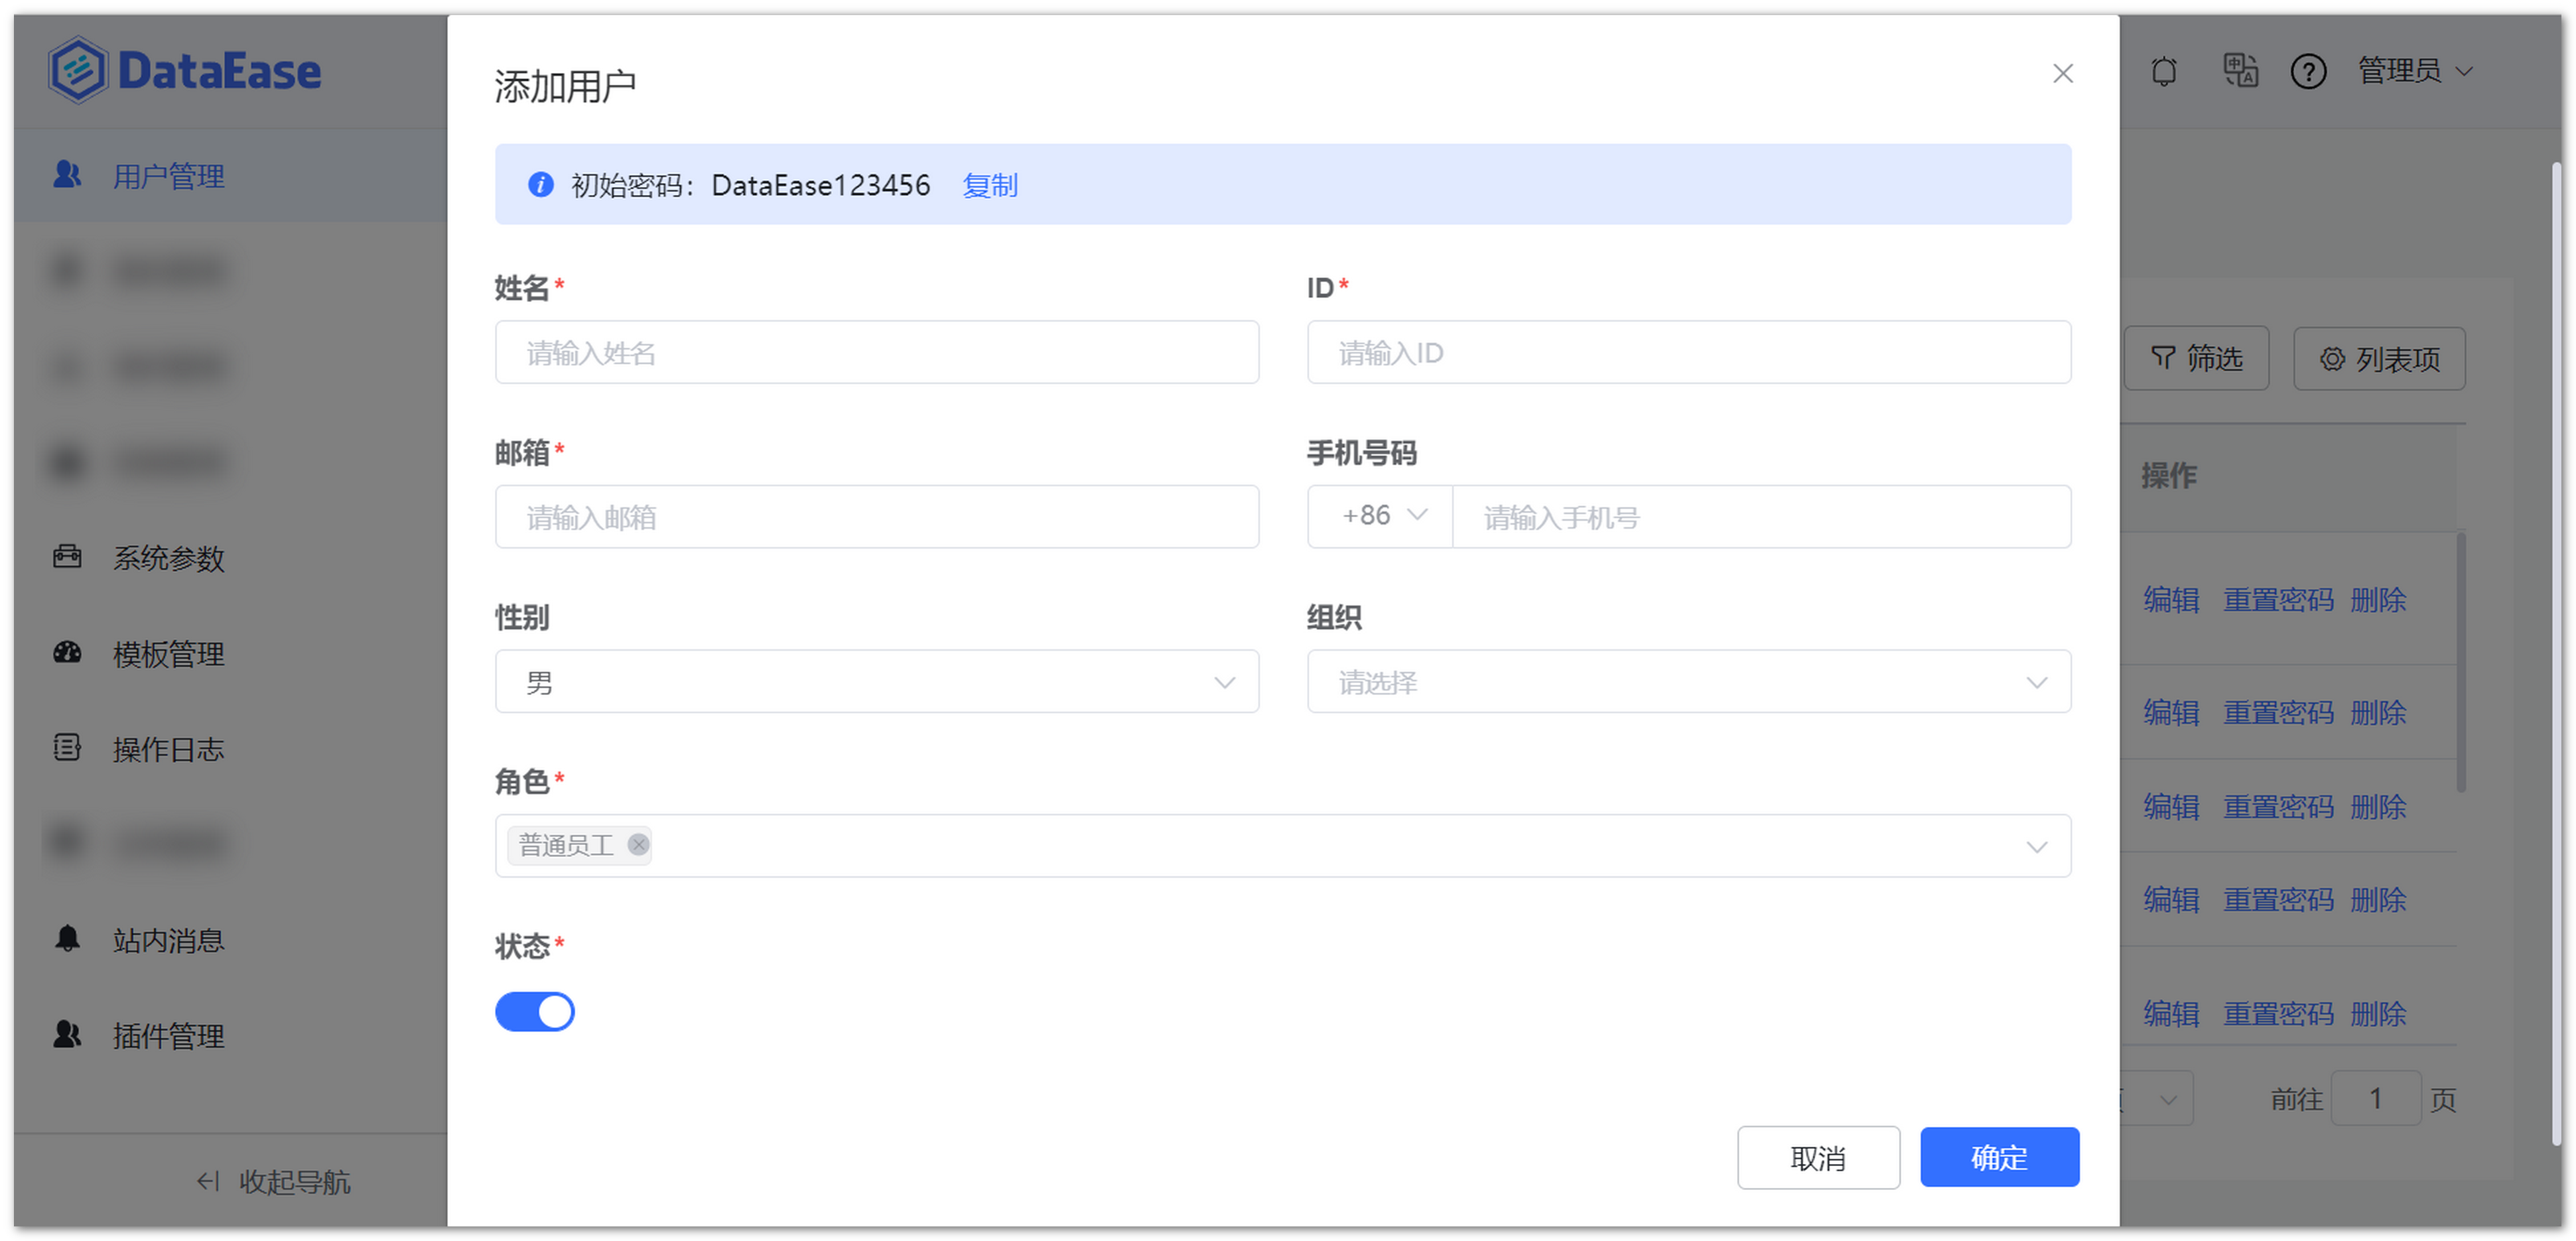 DataEase
用户管理
系统参数
模板管理
操作日志
站内消息
插件管理
收起导航
添加用户
初始密码：DataEase123456 复制
姓名* ID*
请输入姓名 请输入ID
邮箱* 手机号码
请输入邮箱 +86 请输入手机号
性别 组织
男 请选择
角色*
普通员工
状态*
取消 确定
管理员
筛选 列表项
操作
编辑 重置密码 删除
编辑 重置密码 删除
编辑 重置密码 删除
编辑 重置密码 删除
编辑 重置密码 删除
前往 1 页